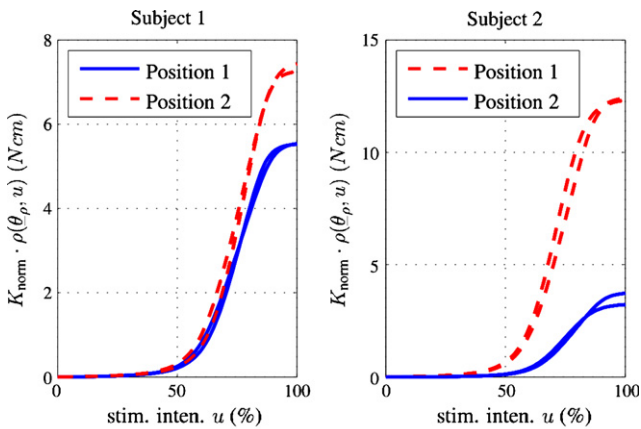 Subject 1
K_norm · ρ(θ_ρ, u) (Ncm)
8
6
4
2
0
Position 1
Position 2
0 50 100
stim. inten. u (%)
Subject 2
K_norm · ρ(θ_ρ, u) (Ncm)
15
10
5
0
Position 1
Position 2
0 50 100
stim. inten. u (%)